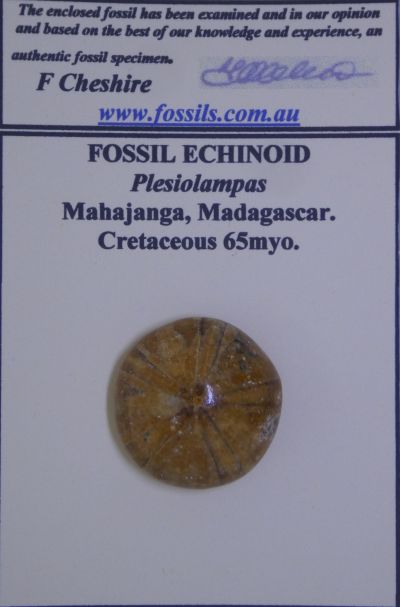 The enclosed fossil has been examined and in our opinion
and based on the best of our knowledge and experience, an
authentic fossil specimen.
F Cheshire
www.fossils.com.au
FOSSIL ECHINOID
Plesiolampas
Mahajanga, Madagascar.
Cretaceous 65myo.